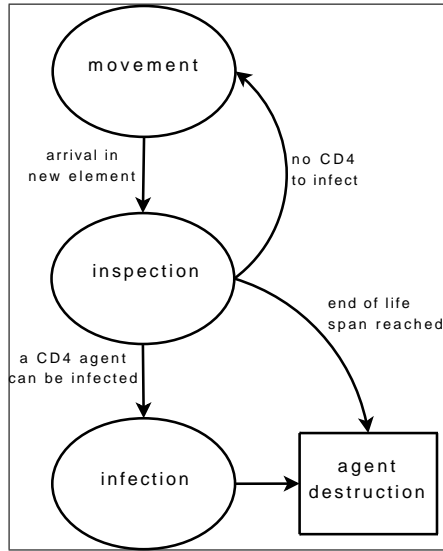 movement
arrival in
new element
no CD4
to infect
inspection
end of life
span reached
a CD4 agent
can be infected
infection
agent
destruction